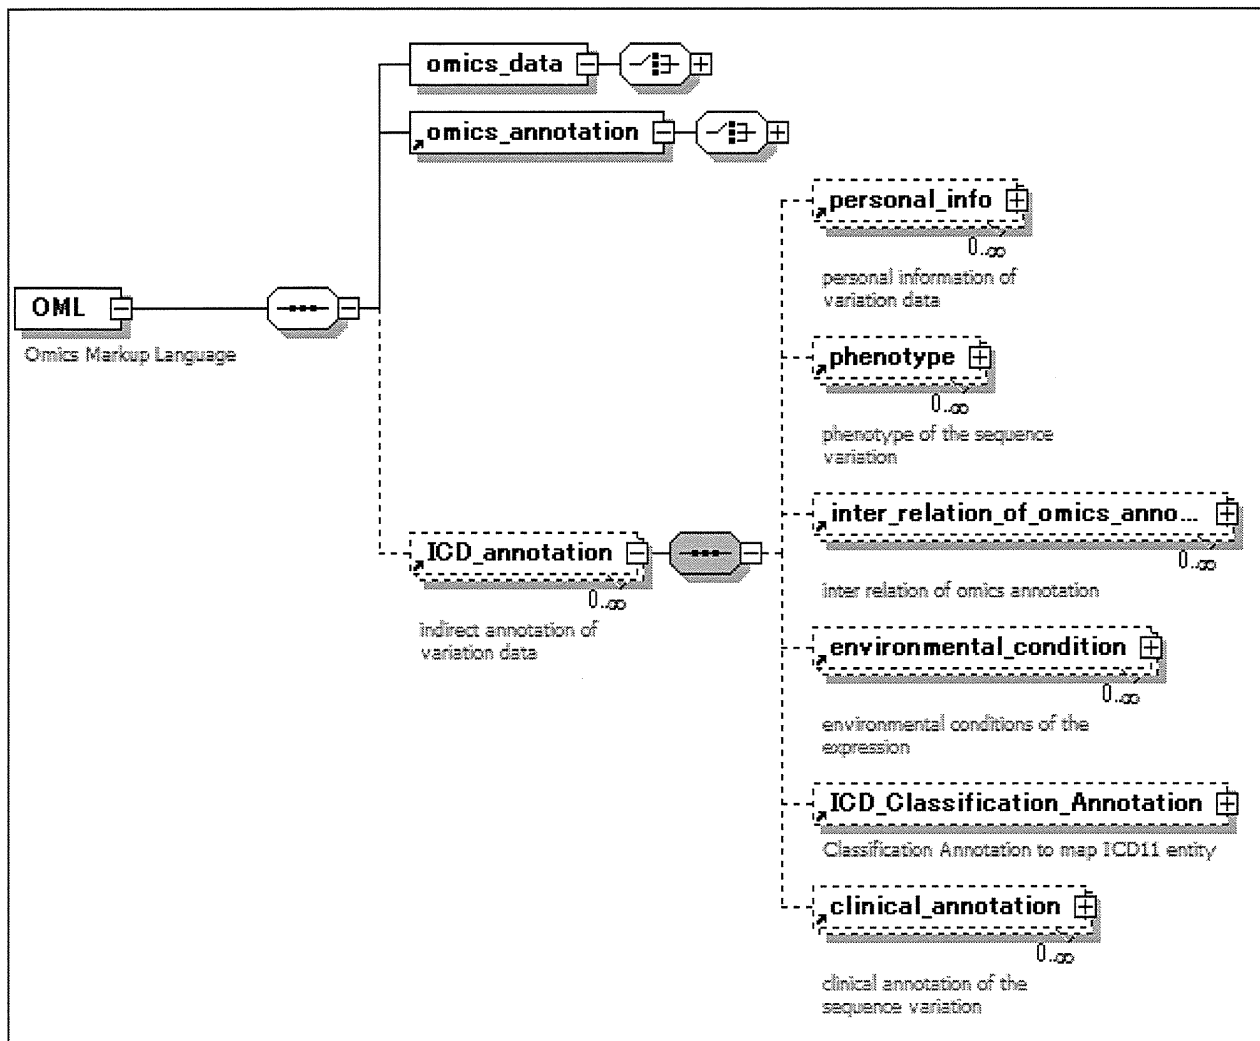 omics_data
omics_annotation
personal_info
0..∞
personal information of
variation data
OML
Omics Markup Language
phenotype
0..∞
phenotype of the sequence
variation
inter_relation_of_omics_anno...
0..∞
inter relation of omics annotation
ICD_annotation
0..∞
indirect annotation of
variation data
environmental_condition
0..∞
environmental conditions of the
expression
ICD_Classification_Annotation
Classification Annotation to map ICD11 entity
clinical_annotation
0..∞
clinical annotation of the
sequence variation